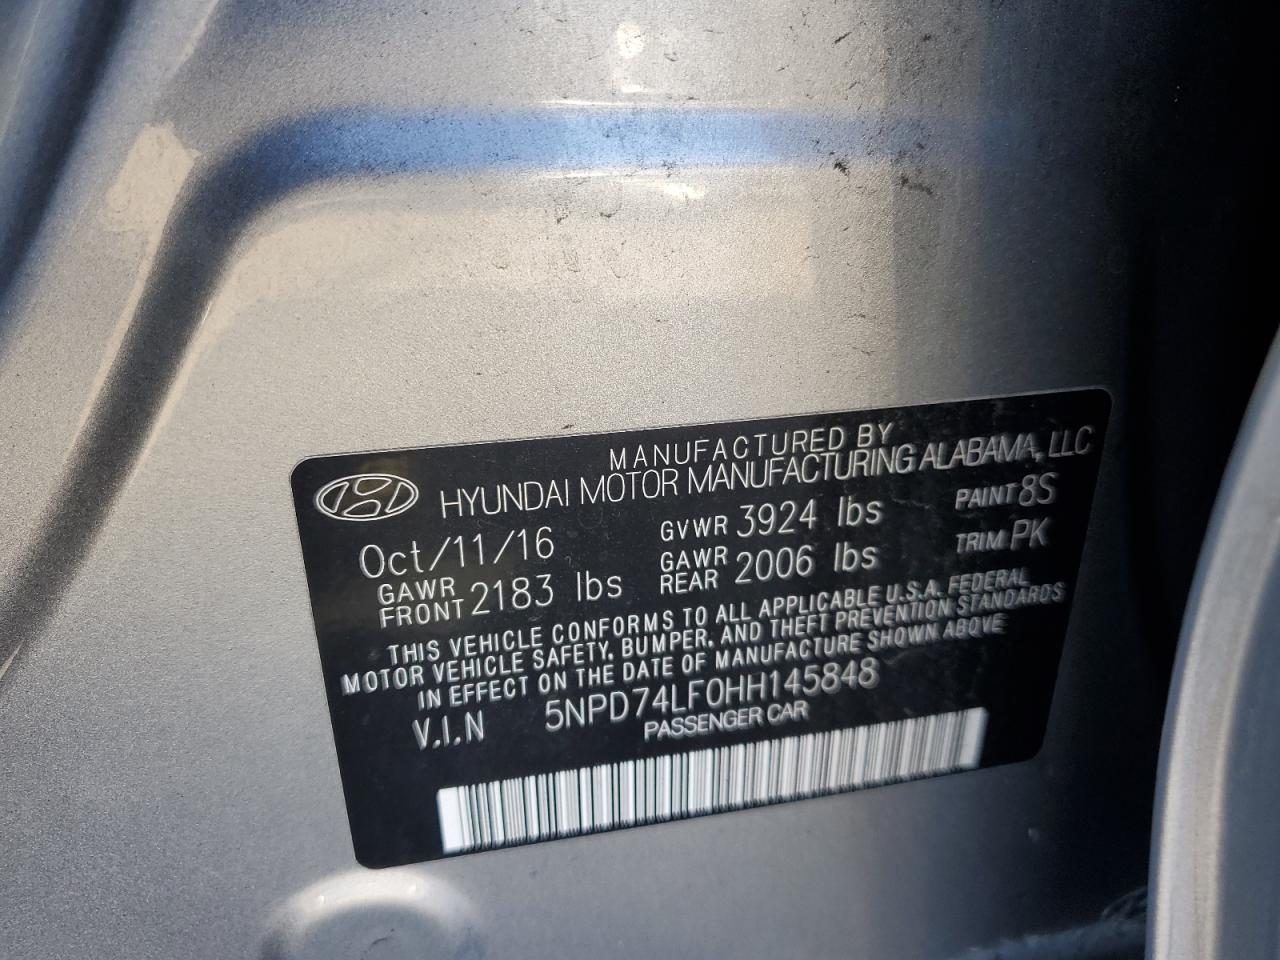 MANUFACTURED BY
HYUNDAI MOTOR MANUFACTURING ALABAMA, LLC
Oct/11/16 GVWR 3924 lbs PAINT 8S
GAWR FRONT 2183 lbs GAWR REAR 2006 lbs TRIM PK
THIS VEHICLE CONFORMS TO ALL APPLICABLE U.S.A. FEDERAL
MOTOR VEHICLE SAFETY, BUMPER, AND THEFT PREVENTION STANDARDS
IN EFFECT ON THE DATE OF MANUFACTURE SHOWN ABOVE
V.I.N 5NPD74LF0HH145848
PASSENGER CAR